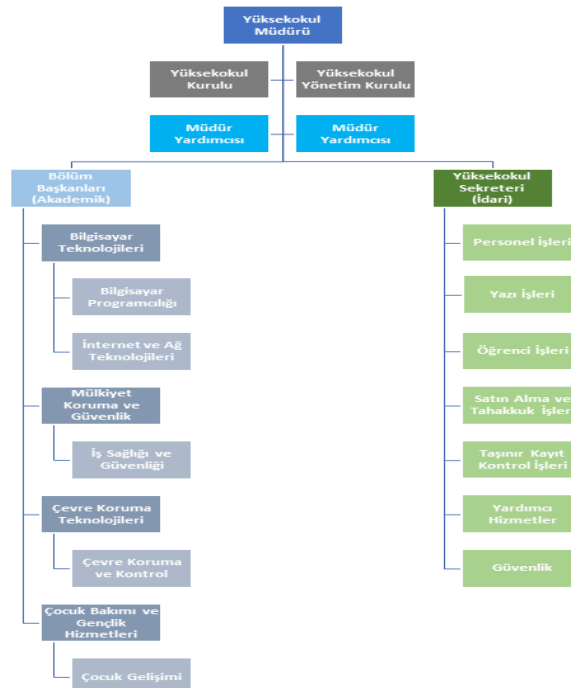 Yüksekokul
Müdürü
Yüksekokul
Kurulu
Yüksekokul
Yönetim Kurulu
Müdür
Yardımcısı
Müdür
Yardımcısı
Bölüm
Başkanları
(Akademik)
Bilgisayar
Teknolojileri
Bilgisayar
Programcılığı
İnternet ve Ağ
Teknolojileri
Mülkiyet
Koruma ve
Güvenlik
İş Sağlığı ve
Güvenliği
Çevre Koruma
Teknolojileri
Çevre Koruma
ve Kontrol
Çocuk Bakımı ve
Gençlik
Hizmetleri
Çocuk Gelişimi
Yüksekokul
Sekreteri
(İdari)
Personel İşleri
Yazı İşleri
Öğrenci İşleri
Satın Alma ve
Tahakkuk İşleri
Taşınır Kayıt
Kontrol İşleri
Yardımcı
Hizmetler
Güvenlik